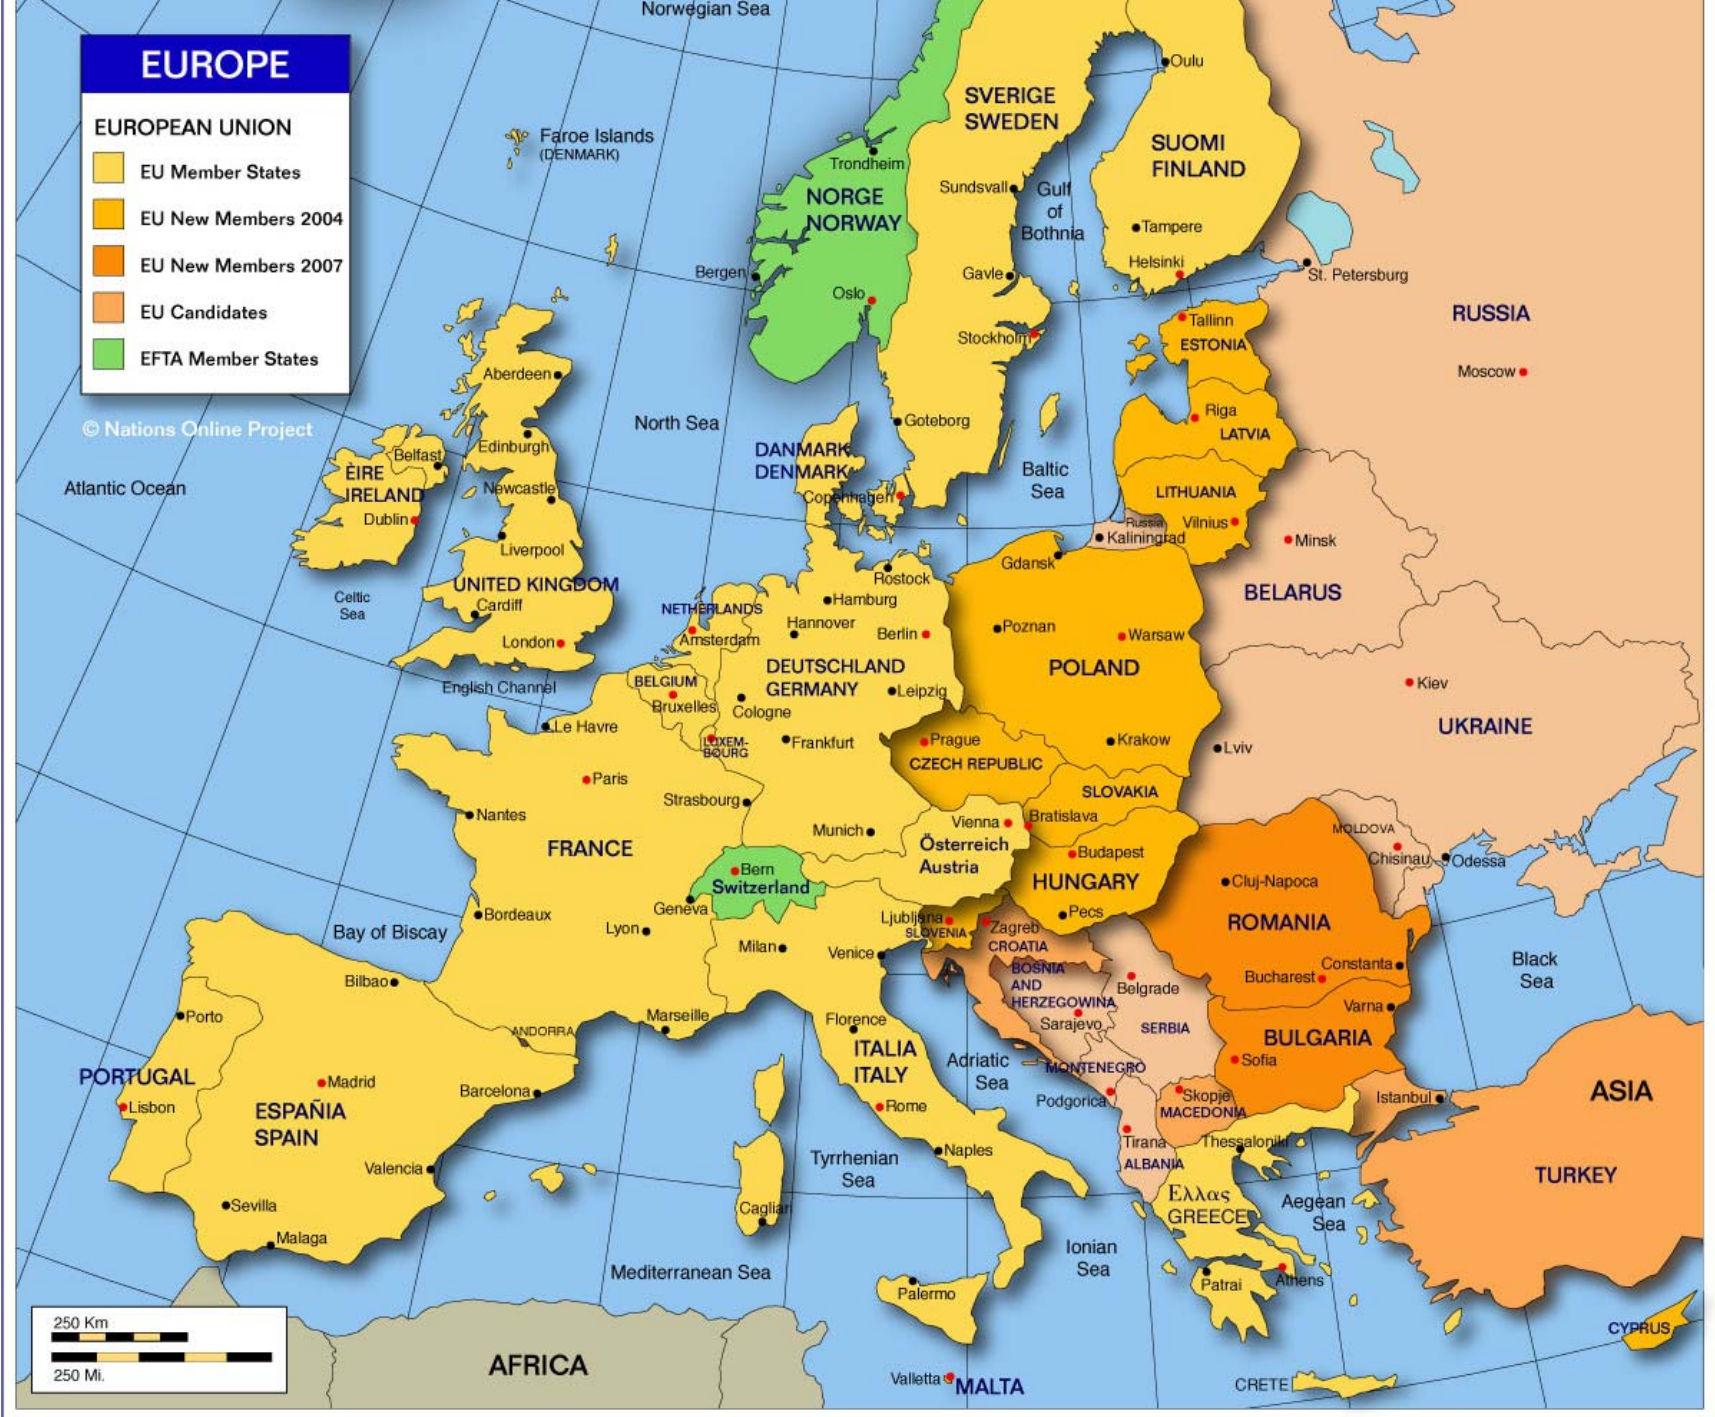 Norwegian Sea
EUROPE
EUROPEAN UNION
EU Member States
EU New Members 2004
EU New Members 2007
EU Candidates
EFTA Member States
© Nations Online Project
Faroe Islands
(DENMARK)
Oulu
SVERIGE
SWEDEN
SUOMI
FINLAND
Trondheim
NORGE
NORWAY
Sundsvall
Gulf
of
Bothnia
Tampere
Helsinki
Bergen
Gavle
St. Petersburg
Oslo
Stockholm
Tallinn
ESTONIA
RUSSIA
Moscow
Aberdeen
North Sea
Goteborg
Riga
LATVIA
Edinburgh
Belfast
ÈIRE
IRELAND
Dublin
DANMARK
DENMARK
Copenhagen
Baltic
Sea
Atlantic Ocean
Newcastle
LITHUANIA
Vilnius
Russia
Kaliningrad
Minsk
BELARUS
Liverpool
UNITED KINGDOM
Celtic
Sea
Cardiff
London
Gdansk
Rostock
Hamburg
NETHERLANDS
Amsterdam
Hannover
Berlin
Poznan
Warsaw
POLAND
English Channel
BELGIUM
Bruxelles
DEUTSCHLAND
GERMANY
Leipzig
Cologne
Kiev
UKRAINE
Le Havre
LUXEM-
BOURG
Frankfurt
Prague
CZECH REPUBLIC
Krakow
Lviv
Paris
Strasbourg
SLOVAKIA
Nantes
Munich
Vienna
Bratislava
Österreich
Austria
MOLDOVA
Chisinau
Odessa
FRANCE
Budapest
HUNGARY
Bern
Switzerland
Geneva
Cluj-Napoca
ROMANIA
Bordeaux
Lyon
Pecs
Ljubljana
SLOVENIA
Zagreb
CROATIA
Bay of Biscay
Milan
Venice
BOSNIA
AND
HERZEGOWINA
Sarajevo
Belgrade
SERBIA
Constanta
Bucharest
Black
Sea
Bilbao
Varna
Porto
ANDORRA
Marseille
Florence
ITALIA
ITALY
BULGARIA
Sofia
Adriatic
Sea
MONTENEGRO
Podgorica
PORTUGAL
Lisbon
Madrid
Barcelona
ESPAÑIA
SPAIN
Rome
Skopje
MACEDONIA
Istanbul
ASIA
Tirana
ALBANIA
Thessaloniki
Naples
Tyrrhenian
Sea
Valencia
TURKEY
Ελλας
GREECE
Aegean
Sea
Sevilla
Cagliari
Malaga
Ionian
Sea
Mediterranean Sea
Palermo
Patrai
Athens
250 Km
250 Mi.
CYPRUS
AFRICA
Valletta
MALTA
CRETE